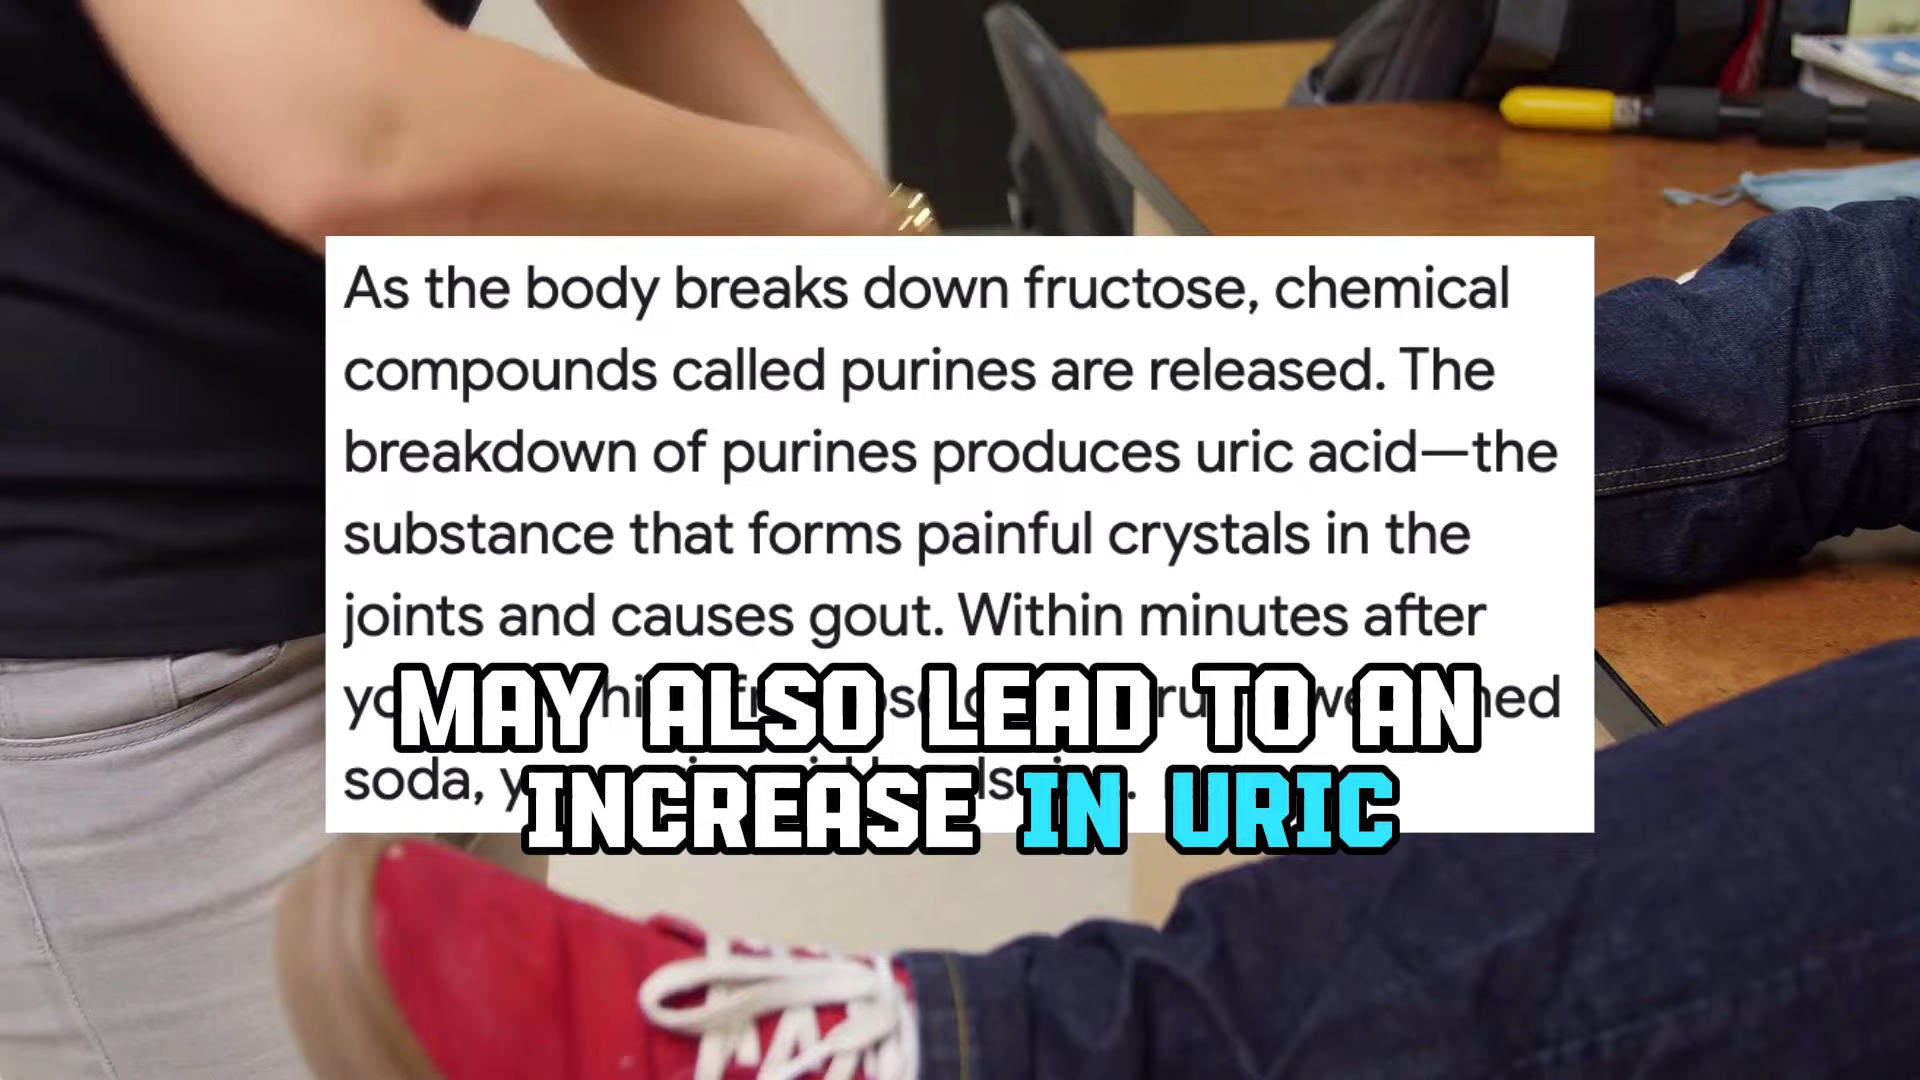 As the body breaks down fructose, chemical
compounds called purines are released. The
breakdown of purines produces uric acid—the
substance that forms painful crystals in the
joints and causes gout. Within minutes after
MAY ALSO LEAD TO AN
soda,
INCREASE IN URIC